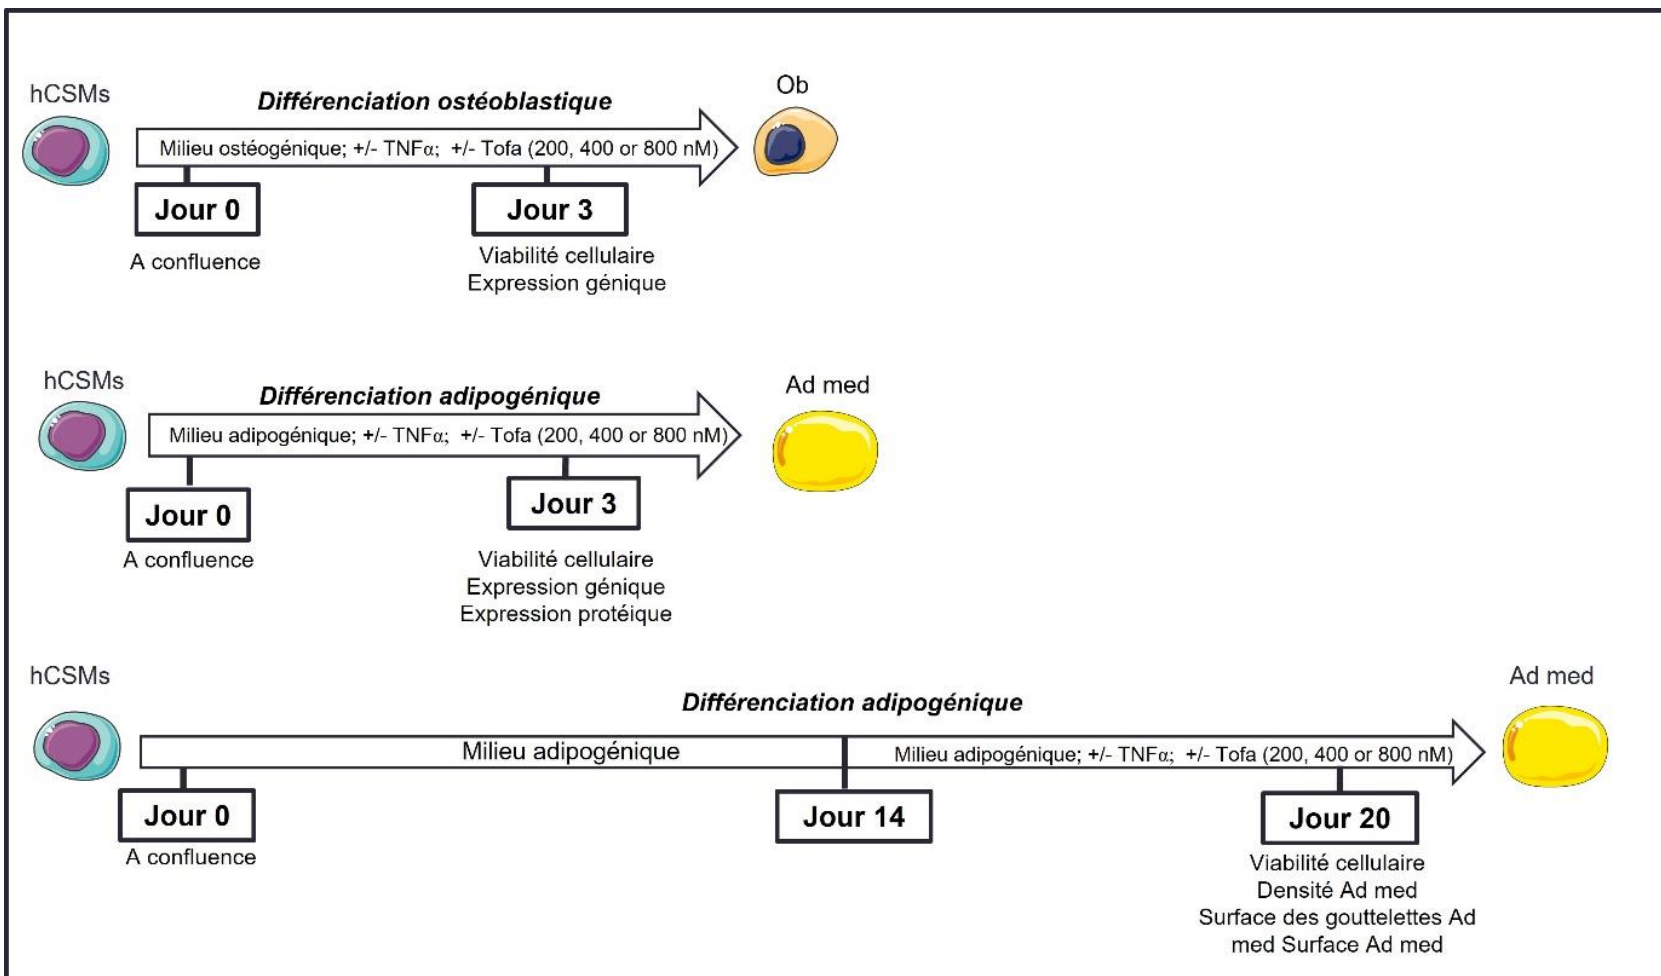 hCSMs
Différenciation ostéoblastique
Ob
Milieu ostéogénique; +/- TNFα; +/- Tofa (200, 400 or 800 nM)
Jour 0
Jour 3
A confluence
Viabilité cellulaire
Expression génique
hCSMs
Différenciation adipogénique
Ad med
Milieu adipogénique; +/- TNFα; +/- Tofa (200, 400 or 800 nM)
Jour 0
Jour 3
A confluence
Viabilité cellulaire
Expression génique
Expression protéique
hCSMs
Différenciation adipogénique
Ad med
Milieu adipogénique
Milieu adipogénique; +/- TNFα; +/- Tofa (200, 400 or 800 nM)
Jour 0
Jour 14
Jour 20
A confluence
Viabilité cellulaire
Densité Ad med
Surface des gouttelettes Ad
med Surface Ad med